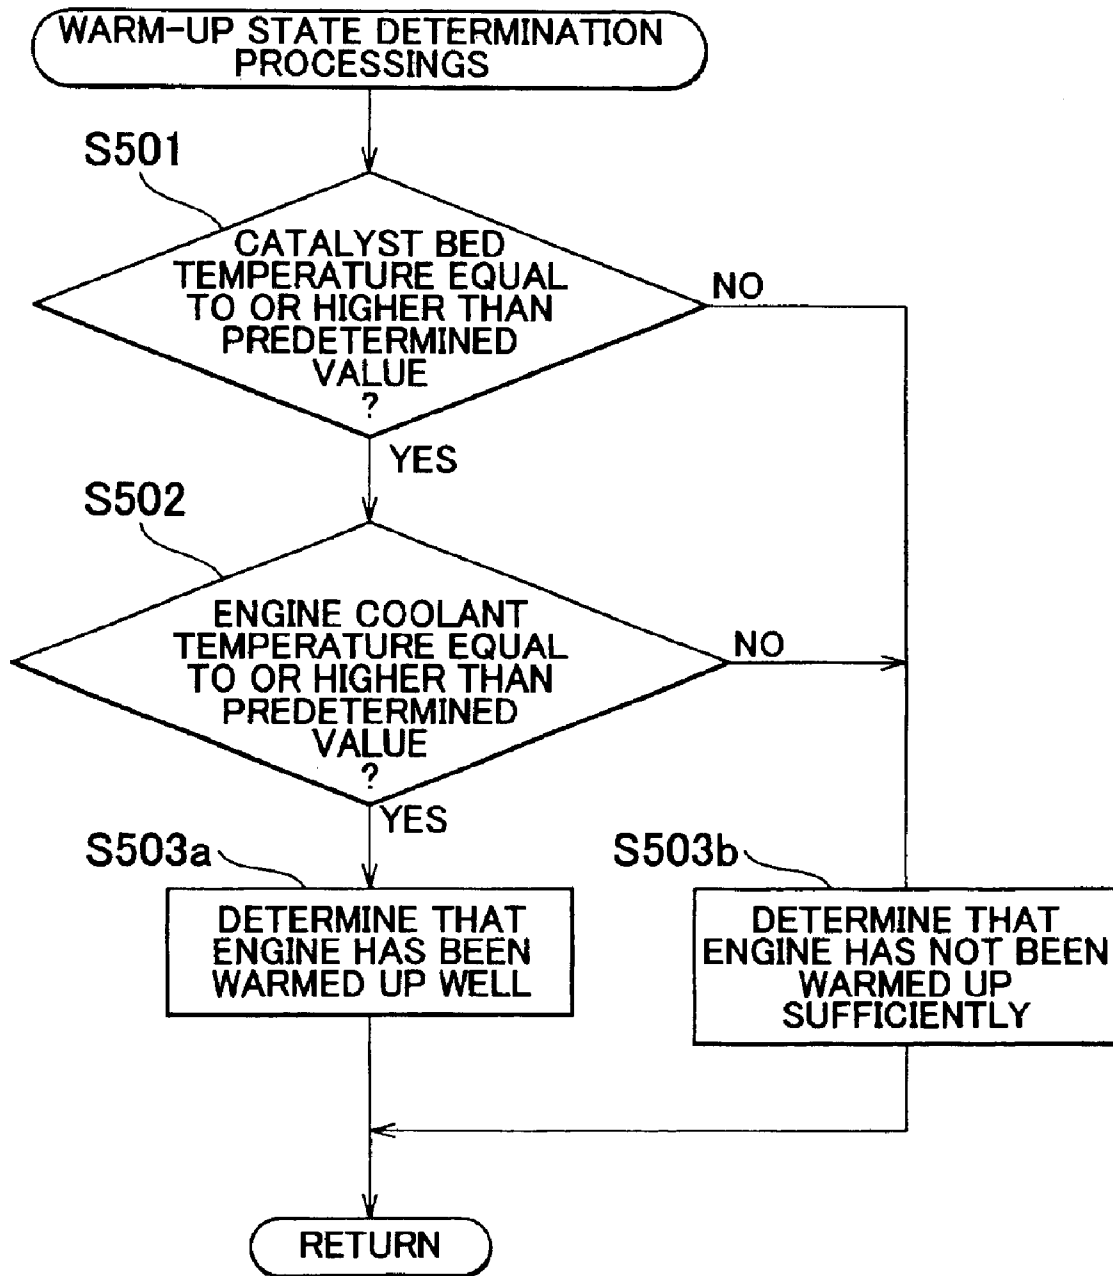 WARM-UP STATE DETERMINATION
PROCESSINGS
S501
CATALYST BED
TEMPERATURE EQUAL
TO OR HIGHER THAN
PREDETERMINED
VALUE
?
NO
YES
S502
ENGINE COOLANT
TEMPERATURE EQUAL
TO OR HIGHER THAN
PREDETERMINED
VALUE
?
NO
YES
S503a
DETERMINE THAT
ENGINE HAS BEEN
WARMED UP WELL
S503b
DETERMINE THAT
ENGINE HAS NOT BEEN
WARMED UP
SUFFICIENTLY
RETURN